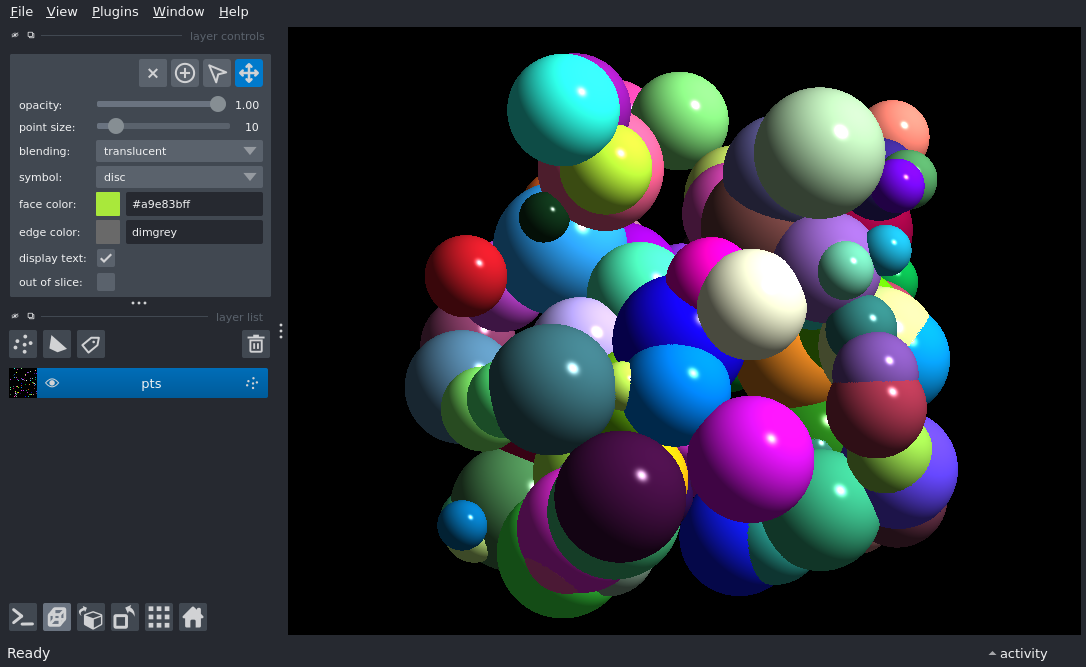 File View Plugins Window Help
layer controls
opacity: 1.00
point size: 10
blending: translucent
symbol: disc
face color: #a9e83bff
edge color: dimgrey
display text:
out of slice:
layer list
pts
Ready
activity